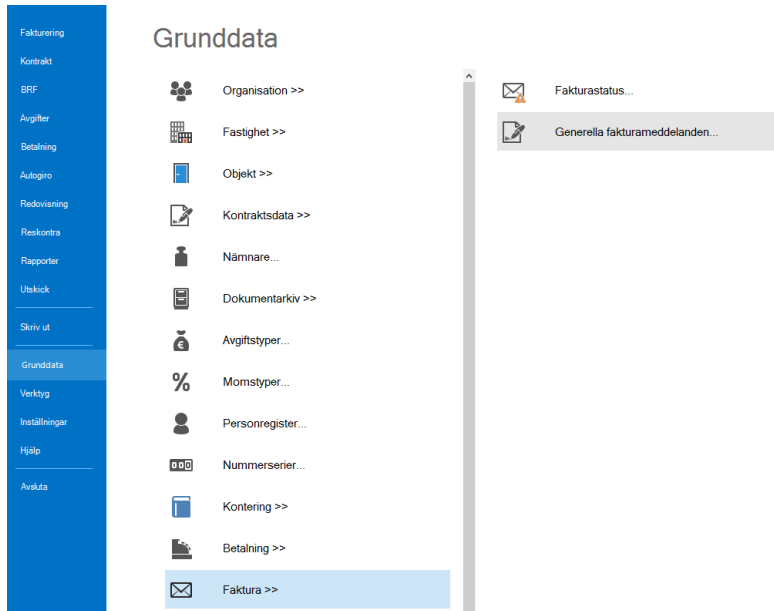 Fakturering
Kontrakt
BRF
Avgifter
Betalning
Autogiro
Redovisning
Reskontra
Rapporter
Utskick
Skriv ut
Grunddata
Verktyg
Inställningar
Hjälp
Avsluta
Grunddata
Organisation >>
Fastighet >>
Objekt >>
Kontraktsdata >>
Nämnare...
Dokumentarkiv >>
Avgiftstyper...
Momstyper...
Personregister...
Nummerserier...
Kontering >>
Betalning >>
Faktura >>
Fakturastatus...
Generella fakturameddelanden...